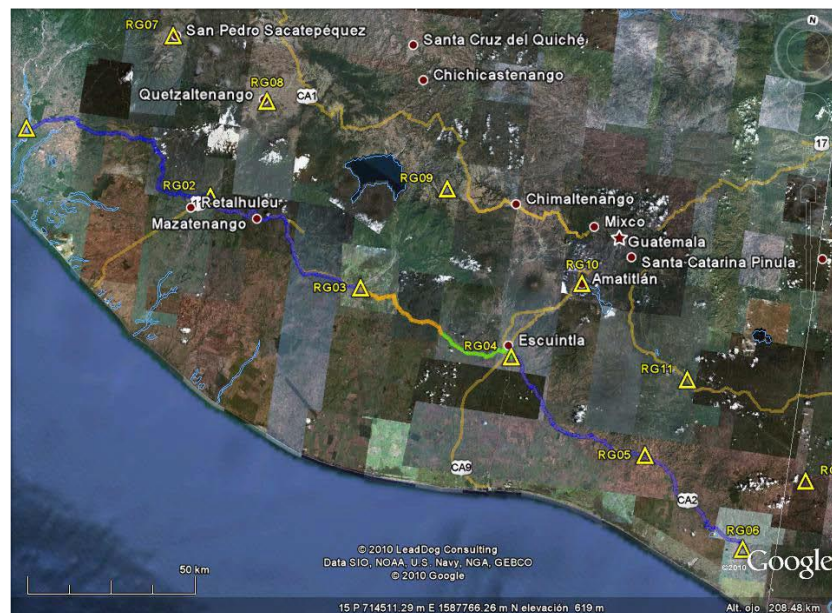 RG07
San Pedro Sacatepéquez
Santa Cruz del Quiché
N
RG08
Chichicastenango
Quetzaltenango
CA1
17
RG02
Retalhuleu
RG09
Chimaltenango
Mazatenango
Mixco
Guatemala
Santa Catarina Pinula
RG10
Amatitlán
RG03
RG04
Escuintla
RG11
RG05
CA9
CA2
RG06
© 2010 LeadDog Consulting
Data SIO, NOAA, U.S. Navy, NGA, GEBCO
© 2010 Google
©2010 Google
50 km
15 P 714511.29 m E 1587766.26 m N elevación 619 m
Alt. ojo 208.48 km